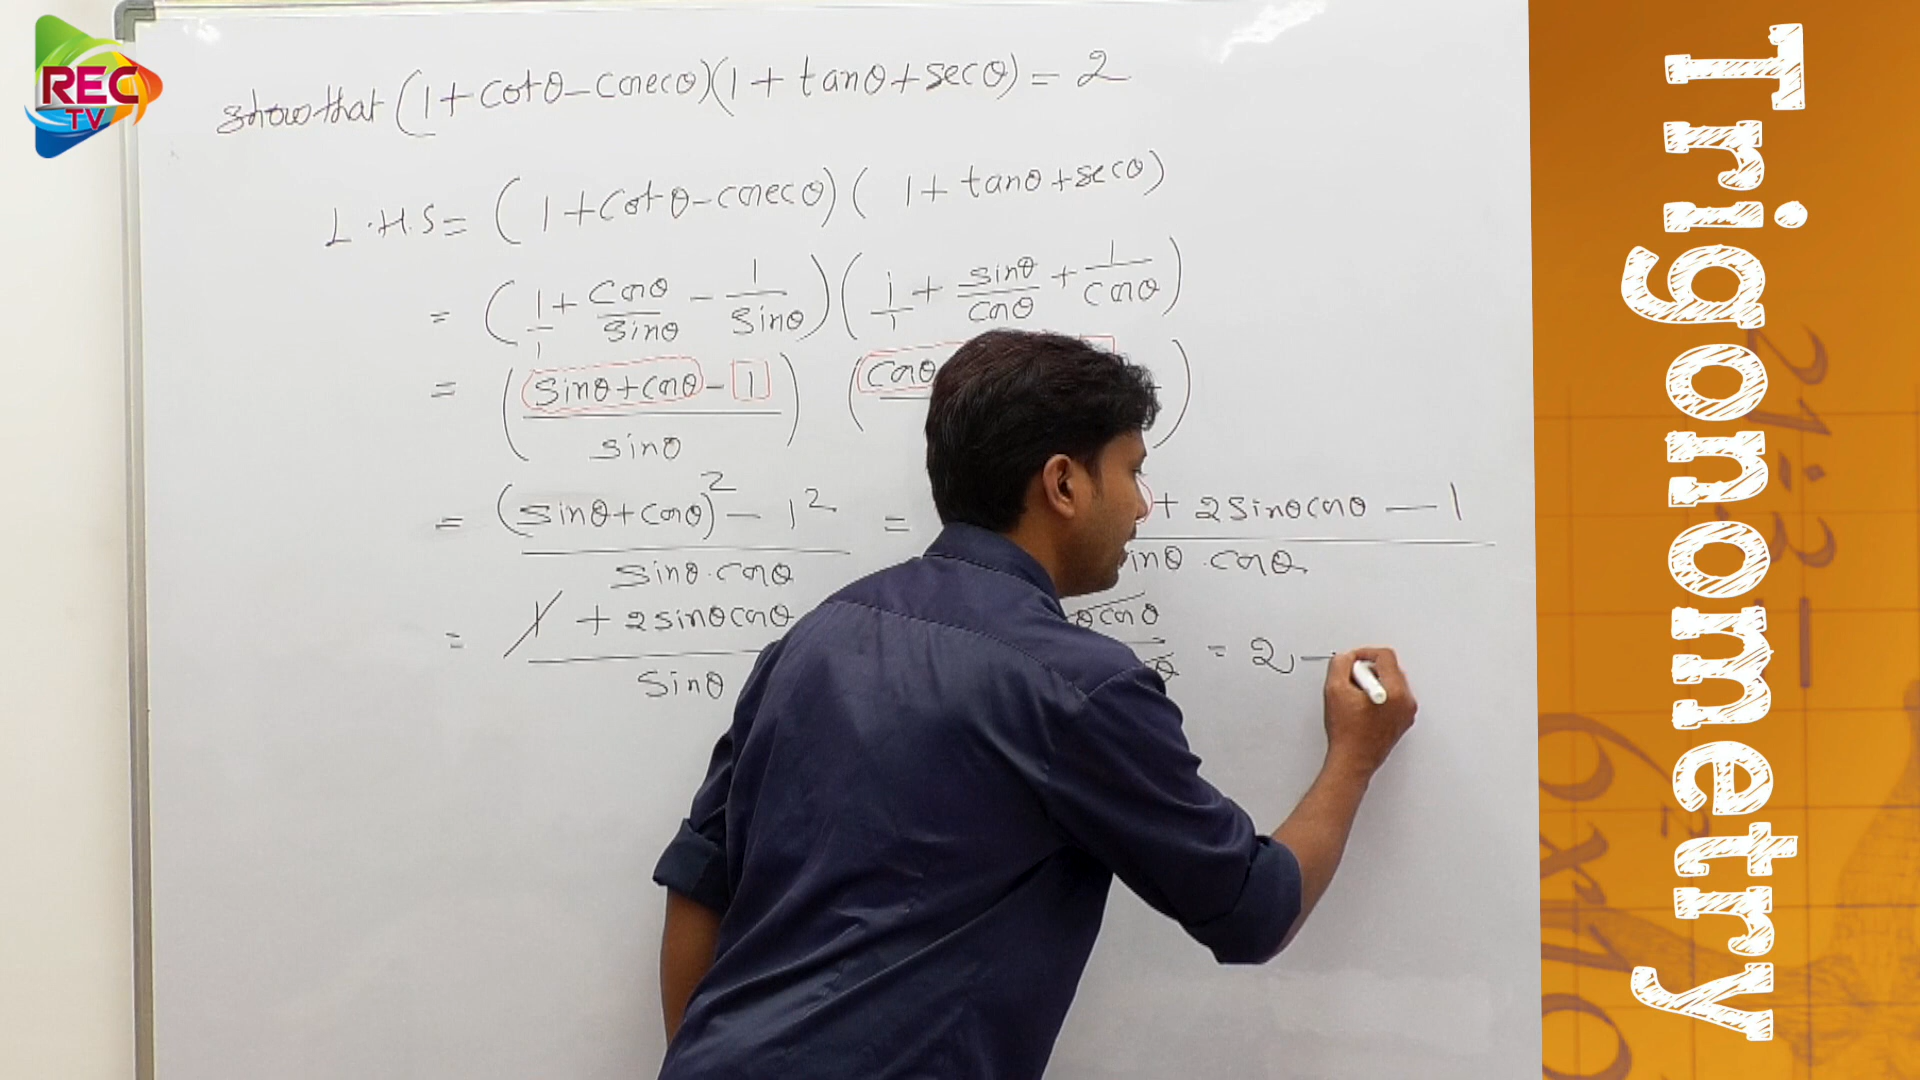 REC
TV
show that (1+cotθ-cosecθ)(1+tanθ+secθ)=2
L.H.S= (1+cotθ-cosecθ)(1+tanθ+secθ)
= (1/1+cosθ/sinθ-1/sinθ)(1/1+sinθ/cosθ+1/cosθ)
= (sinθ+cosθ-1/sinθ) (cosθ
= (sinθ+cosθ)²-1²/sinθ.cosθ = + 2sinθcosθ-1/sinθ.cosθ
= 1+2sinθcosθ/sinθ θcosθ/θ = 2
Trigonometry